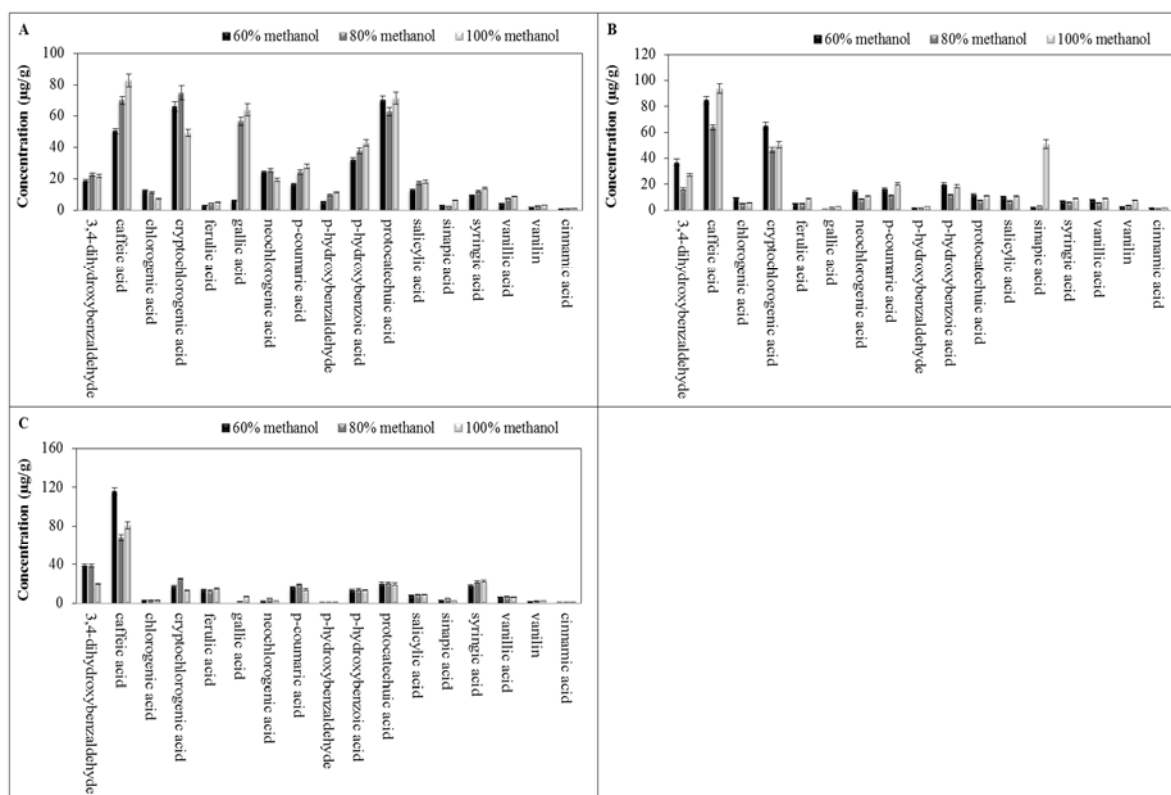 A
60% methanol 80% methanol 100% methanol
Concentration (µg/g)
100
80
60
40
20
0
3,4-dihydroxybenzaldehyde
caffeic acid
chlorogenic acid
cryptochlorogenic acid
ferulic acid
gallic acid
neochlorogenic acid
p-coumaric acid
p-hydroxybenzaldehyde
p-hydroxybenzoic acid
protocatechuic acid
salicylic acid
sinapic acid
syringic acid
vanillic acid
vanilin
cinnamic acid
B
60% methanol 80% methanol 100% methanol
Concentration (µg/g)
120
100
80
60
40
20
0
3,4-dihydroxybenzaldehyde
caffeic acid
chlorogenic acid
cryptochlorogenic acid
ferulic acid
gallic acid
neochlorogenic acid
p-coumaric acid
p-hydroxybenzaldehyde
p-hydroxybenzoic acid
protocatechuic acid
salicylic acid
sinapic acid
syringic acid
vanillic acid
vanilin
cinnamic acid
C
60% methanol 80% methanol 100% methanol
Concentration (µg/g)
160
120
80
40
0
3,4-dihydroxybenzaldehyde
caffeic acid
chlorogenic acid
cryptochlorogenic acid
ferulic acid
gallic acid
neochlorogenic acid
p-coumaric acid
p-hydroxybenzaldehyde
p-hydroxybenzoic acid
protocatechuic acid
salicylic acid
sinapic acid
syringic acid
vanillic acid
vanilin
cinnamic acid